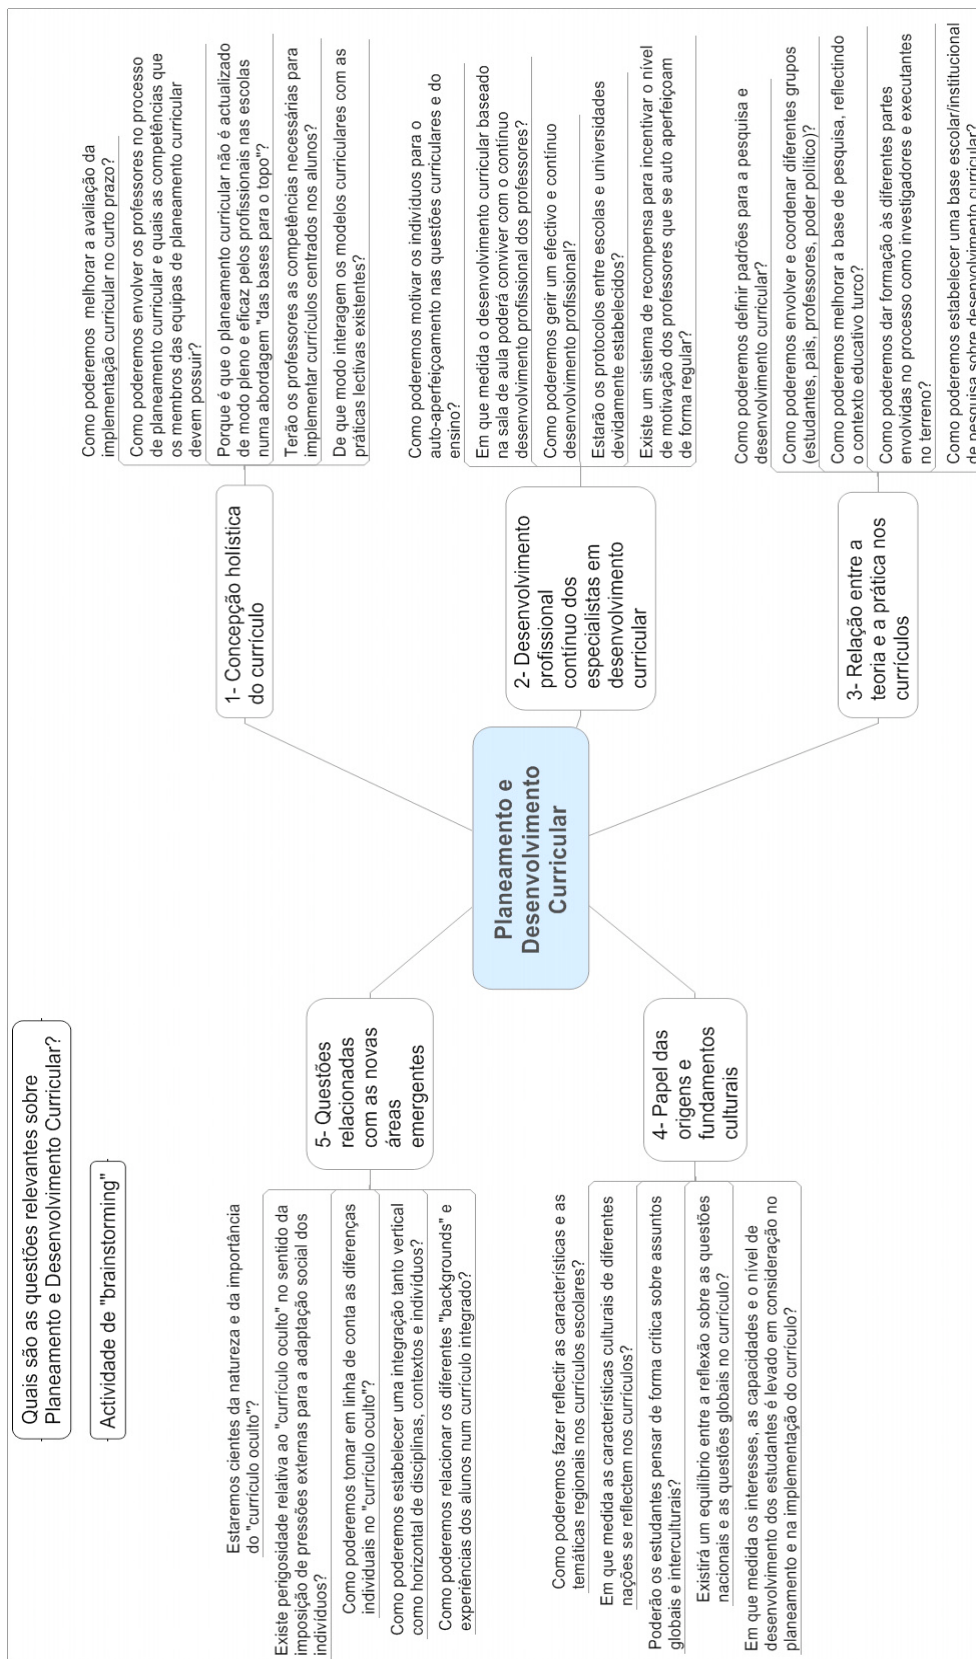 Quais são as questões relevantes sobre
Planeamento e Desenvolvimento Curricular?
Actividade de "brainstorming"
Planeamento e
Desenvolvimento
Curricular
1- Concepção holística
do currículo
Como poderemos melhorar a avaliação da
implementação curricular no curto prazo?
Como poderemos envolver os professores no processo
de planeamento curricular e quais as competências que
os membros das equipas de planeamento curricular
devem possuir?
Porque é que o planeamento curricular não é actualizado
de modo pleno e eficaz pelos profissionais nas escolas
numa abordagem "das bases para o topo"?
Terão os professores as competências necessárias para
implementar currículos centrados nos alunos?
De que modo interagem os modelos curriculares com as
práticas lectivas existentes?
2- Desenvolvimento
profissional
contínuo dos
especialistas em
desenvolvimento
curricular
Como poderemos motivar os indivíduos para o
auto-aperfeiçoamento nas questões curriculares e do
ensino?
Em que medida o desenvolvimento curricular baseado
na sala de aula poderá conviver com o contínuo
desenvolvimento profissional dos professores?
Como poderemos gerir um efectivo e contínuo
desenvolvimento profissional?
Estarão os protocolos entre escolas e universidades
devidamente estabelecidos?
Existe um sistema de recompensa para incentivar o nível
de motivação dos professores que se auto aperfeiçoam
de forma regular?
3- Relação entre a
teoria e a prática nos
currículos
Como poderemos definir padrões para a pesquisa e
desenvolvimento curricular?
Como poderemos envolver e coordenar diferentes grupos
(estudantes, pais, professores, poder político)?
Como poderemos melhorar a base de pesquisa, reflectindo
o contexto educativo turco?
Como poderemos dar formação às diferentes partes
envolvidas no processo como investigadores e executantes
no terreno?
Como poderemos estabelecer uma base escolar/institucional
de pesquisa sobre desenvolvimento curricular?
4- Papel das
origens e
fundamentos
culturais
Como poderemos fazer reflectir as características e as
temáticas regionais nos currículos escolares?
Em que medida as características culturais de diferentes
nações se reflectem nos currículos?
Poderão os estudantes pensar de forma crítica sobre assuntos
globais e interculturais?
Existirá um equilíbrio entre a reflexão sobre as questões
nacionais e as questões globais no currículo?
Em que medida os interesses, as capacidades e o nível de
desenvolvimento dos estudantes é levado em consideração no
planeamento e na implementação do currículo?
5- Questões
relacionadas
com as novas
áreas
emergentes
Estaremos cientes da natureza e da importância
do "currículo oculto"?
Existe perigosidade relativa ao "currículo oculto" no sentido da
imposição de pressões externas para a adaptação social dos
indivíduos?
Como poderemos tomar em linha de conta as diferenças
individuais no "currículo oculto"?
Como poderemos estabelecer uma integração tanto vertical
como horizontal de disciplinas, contextos e indivíduos?
Como poderemos relacionar os diferentes "backgrounds" e
experiências dos alunos num currículo integrado?